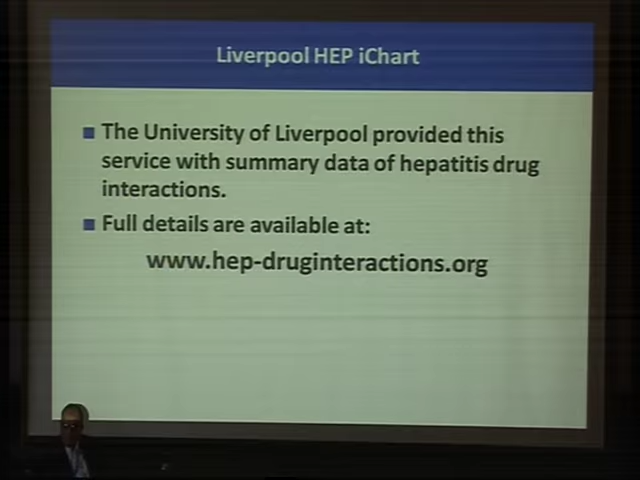 Liverpool HEP iChart
■ The University of Liverpool provided this
service with summary data of hepatitis drug
interactions.
■ Full details are available at:
www.hep-druginteractions.org